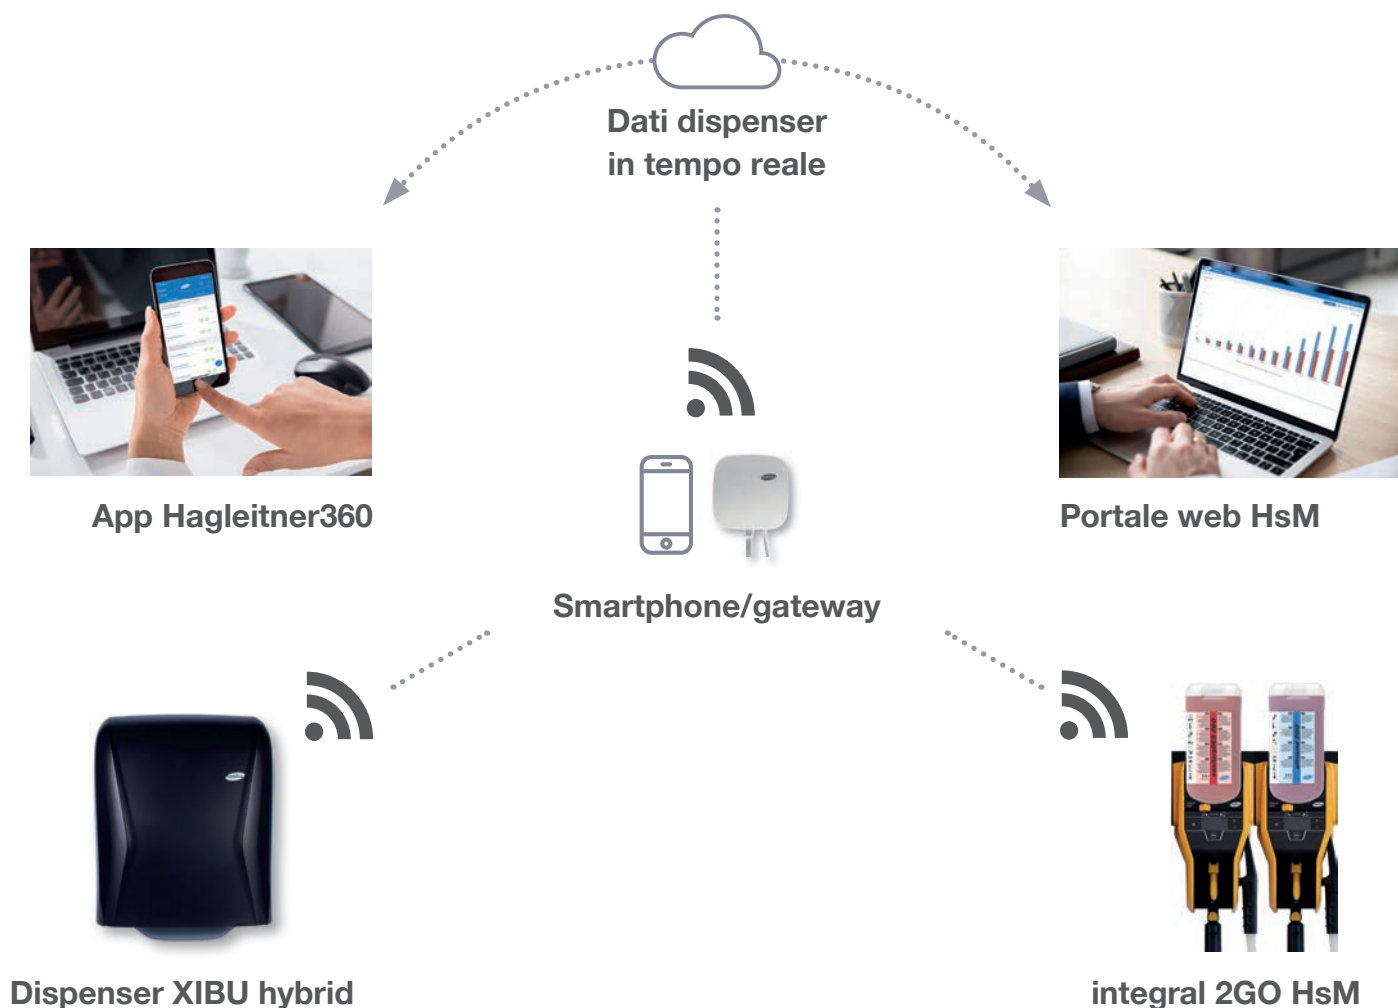 Dati dispenser
in tempo reale
App Hagleitner360
Portale web HsM
Smartphone/gateway
Dispenser XIBU hybrid
integral 2GO HsM